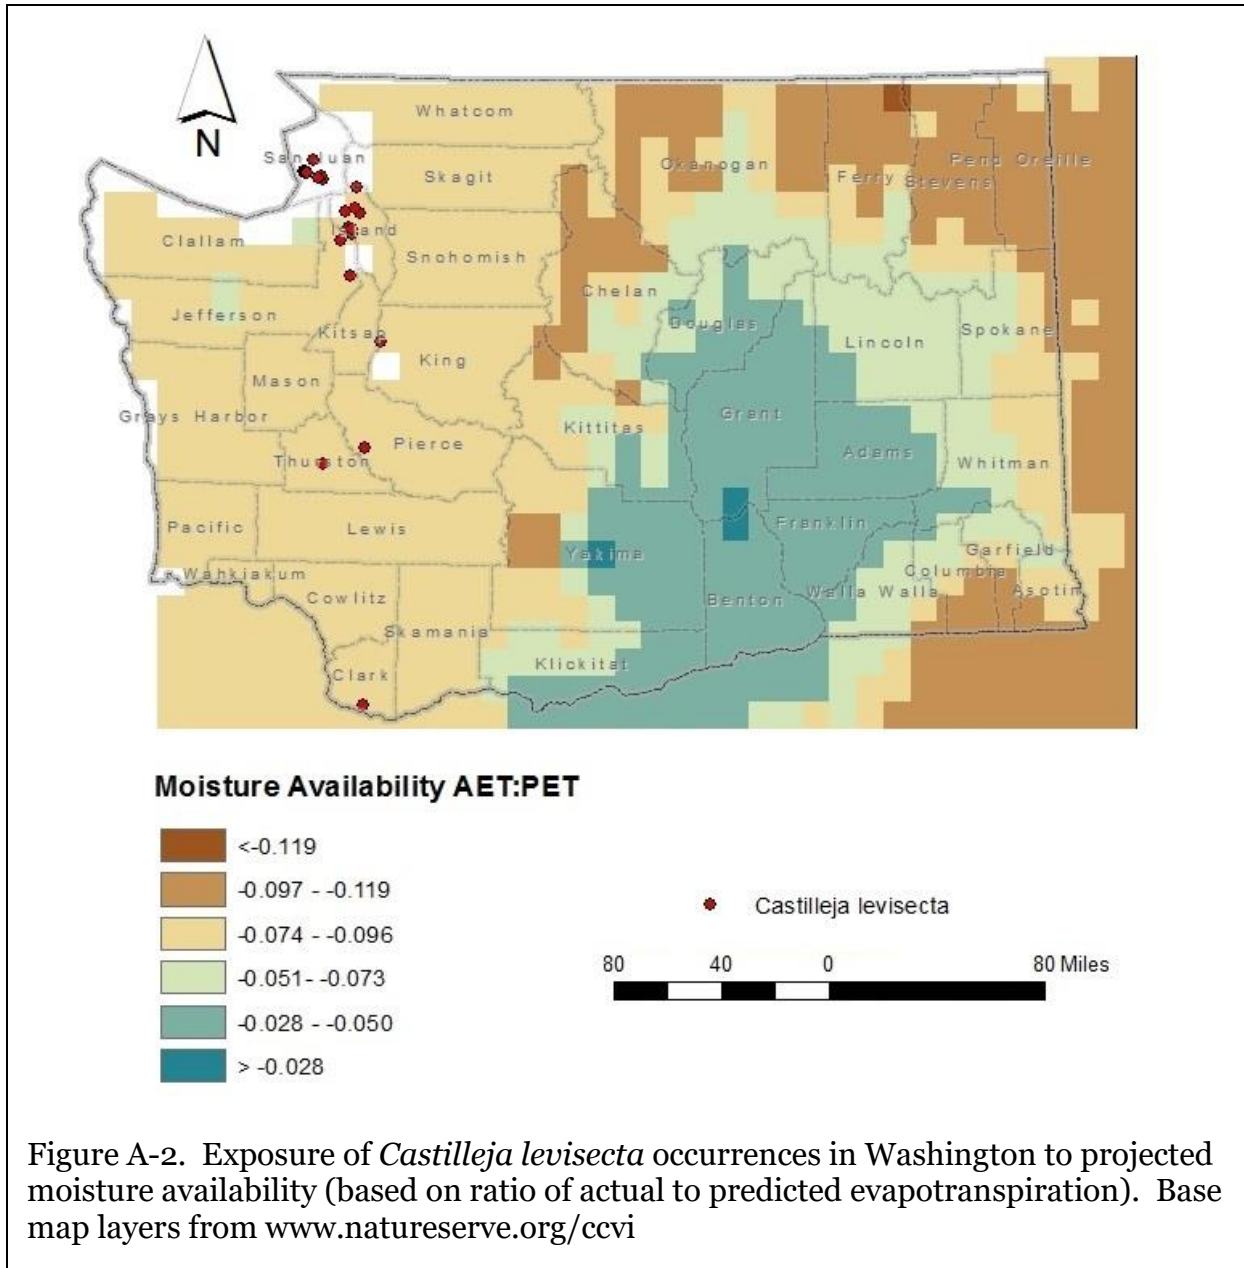 N
Whatcom
San Juan
Okanogan
Pend Oreille
Skagit
Ferry
Stevens
Island
Clallam
Snohomish
Chelan
Jefferson
Kitsap
Douglas
Spokane
Lincoln
King
Mason
Grays Harbor
Grant
Kittitas
Pierce
Adams
Thurston
Whitman
Pacific
Lewis
Franklin
Yakima
Garfield
Wahkiakum
Columbia
Cowlitz
Benton
Walla Walla
Asotin
Skamania
Klickitat
Clark
Moisture Availability AET:PET
<-0.119
-0.097 - -0.119
-0.074 - -0.096
-0.051- -0.073
-0.028 - -0.050
> -0.028
Castilleja levisecta
80 40 0 80 Miles
Figure A-2. Exposure of Castilleja levisecta occurrences in Washington to projected
moisture availability (based on ratio of actual to predicted evapotranspiration). Base
map layers from www.natureserve.org/ccvi